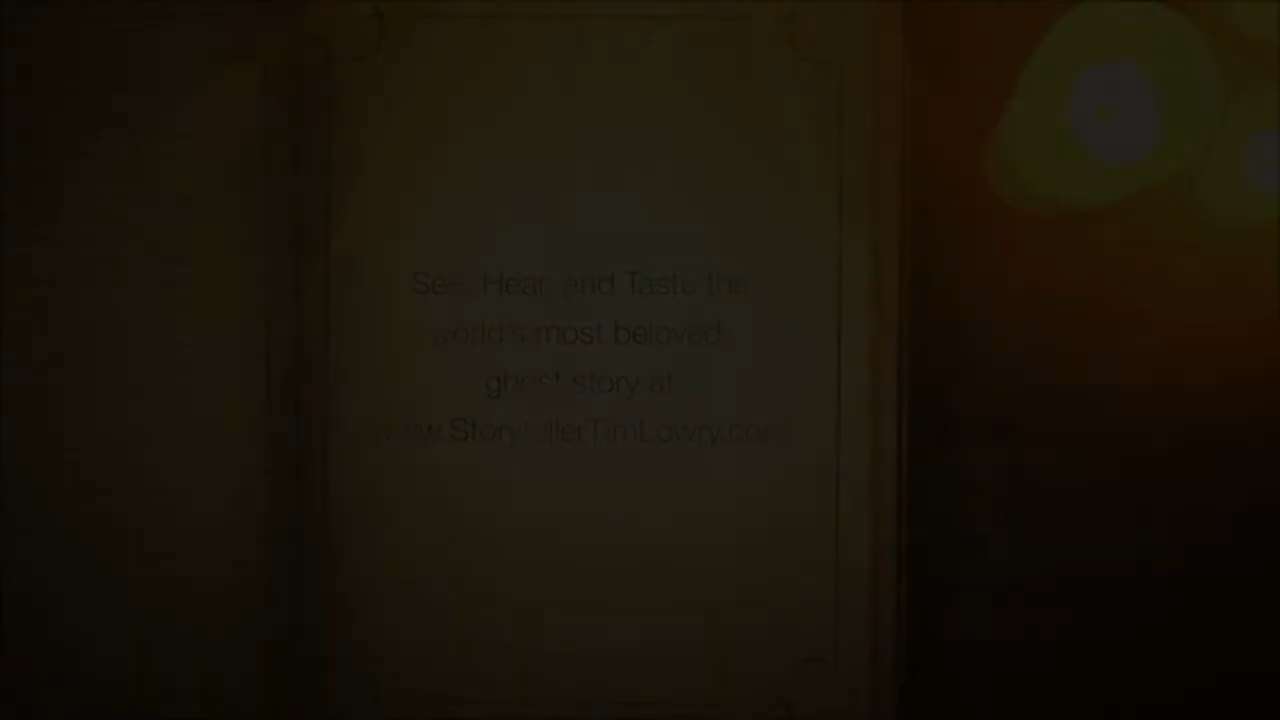 See, Hear, and Taste the
world's most beloved
ghost story at
www.StorytellerTimLowry.com